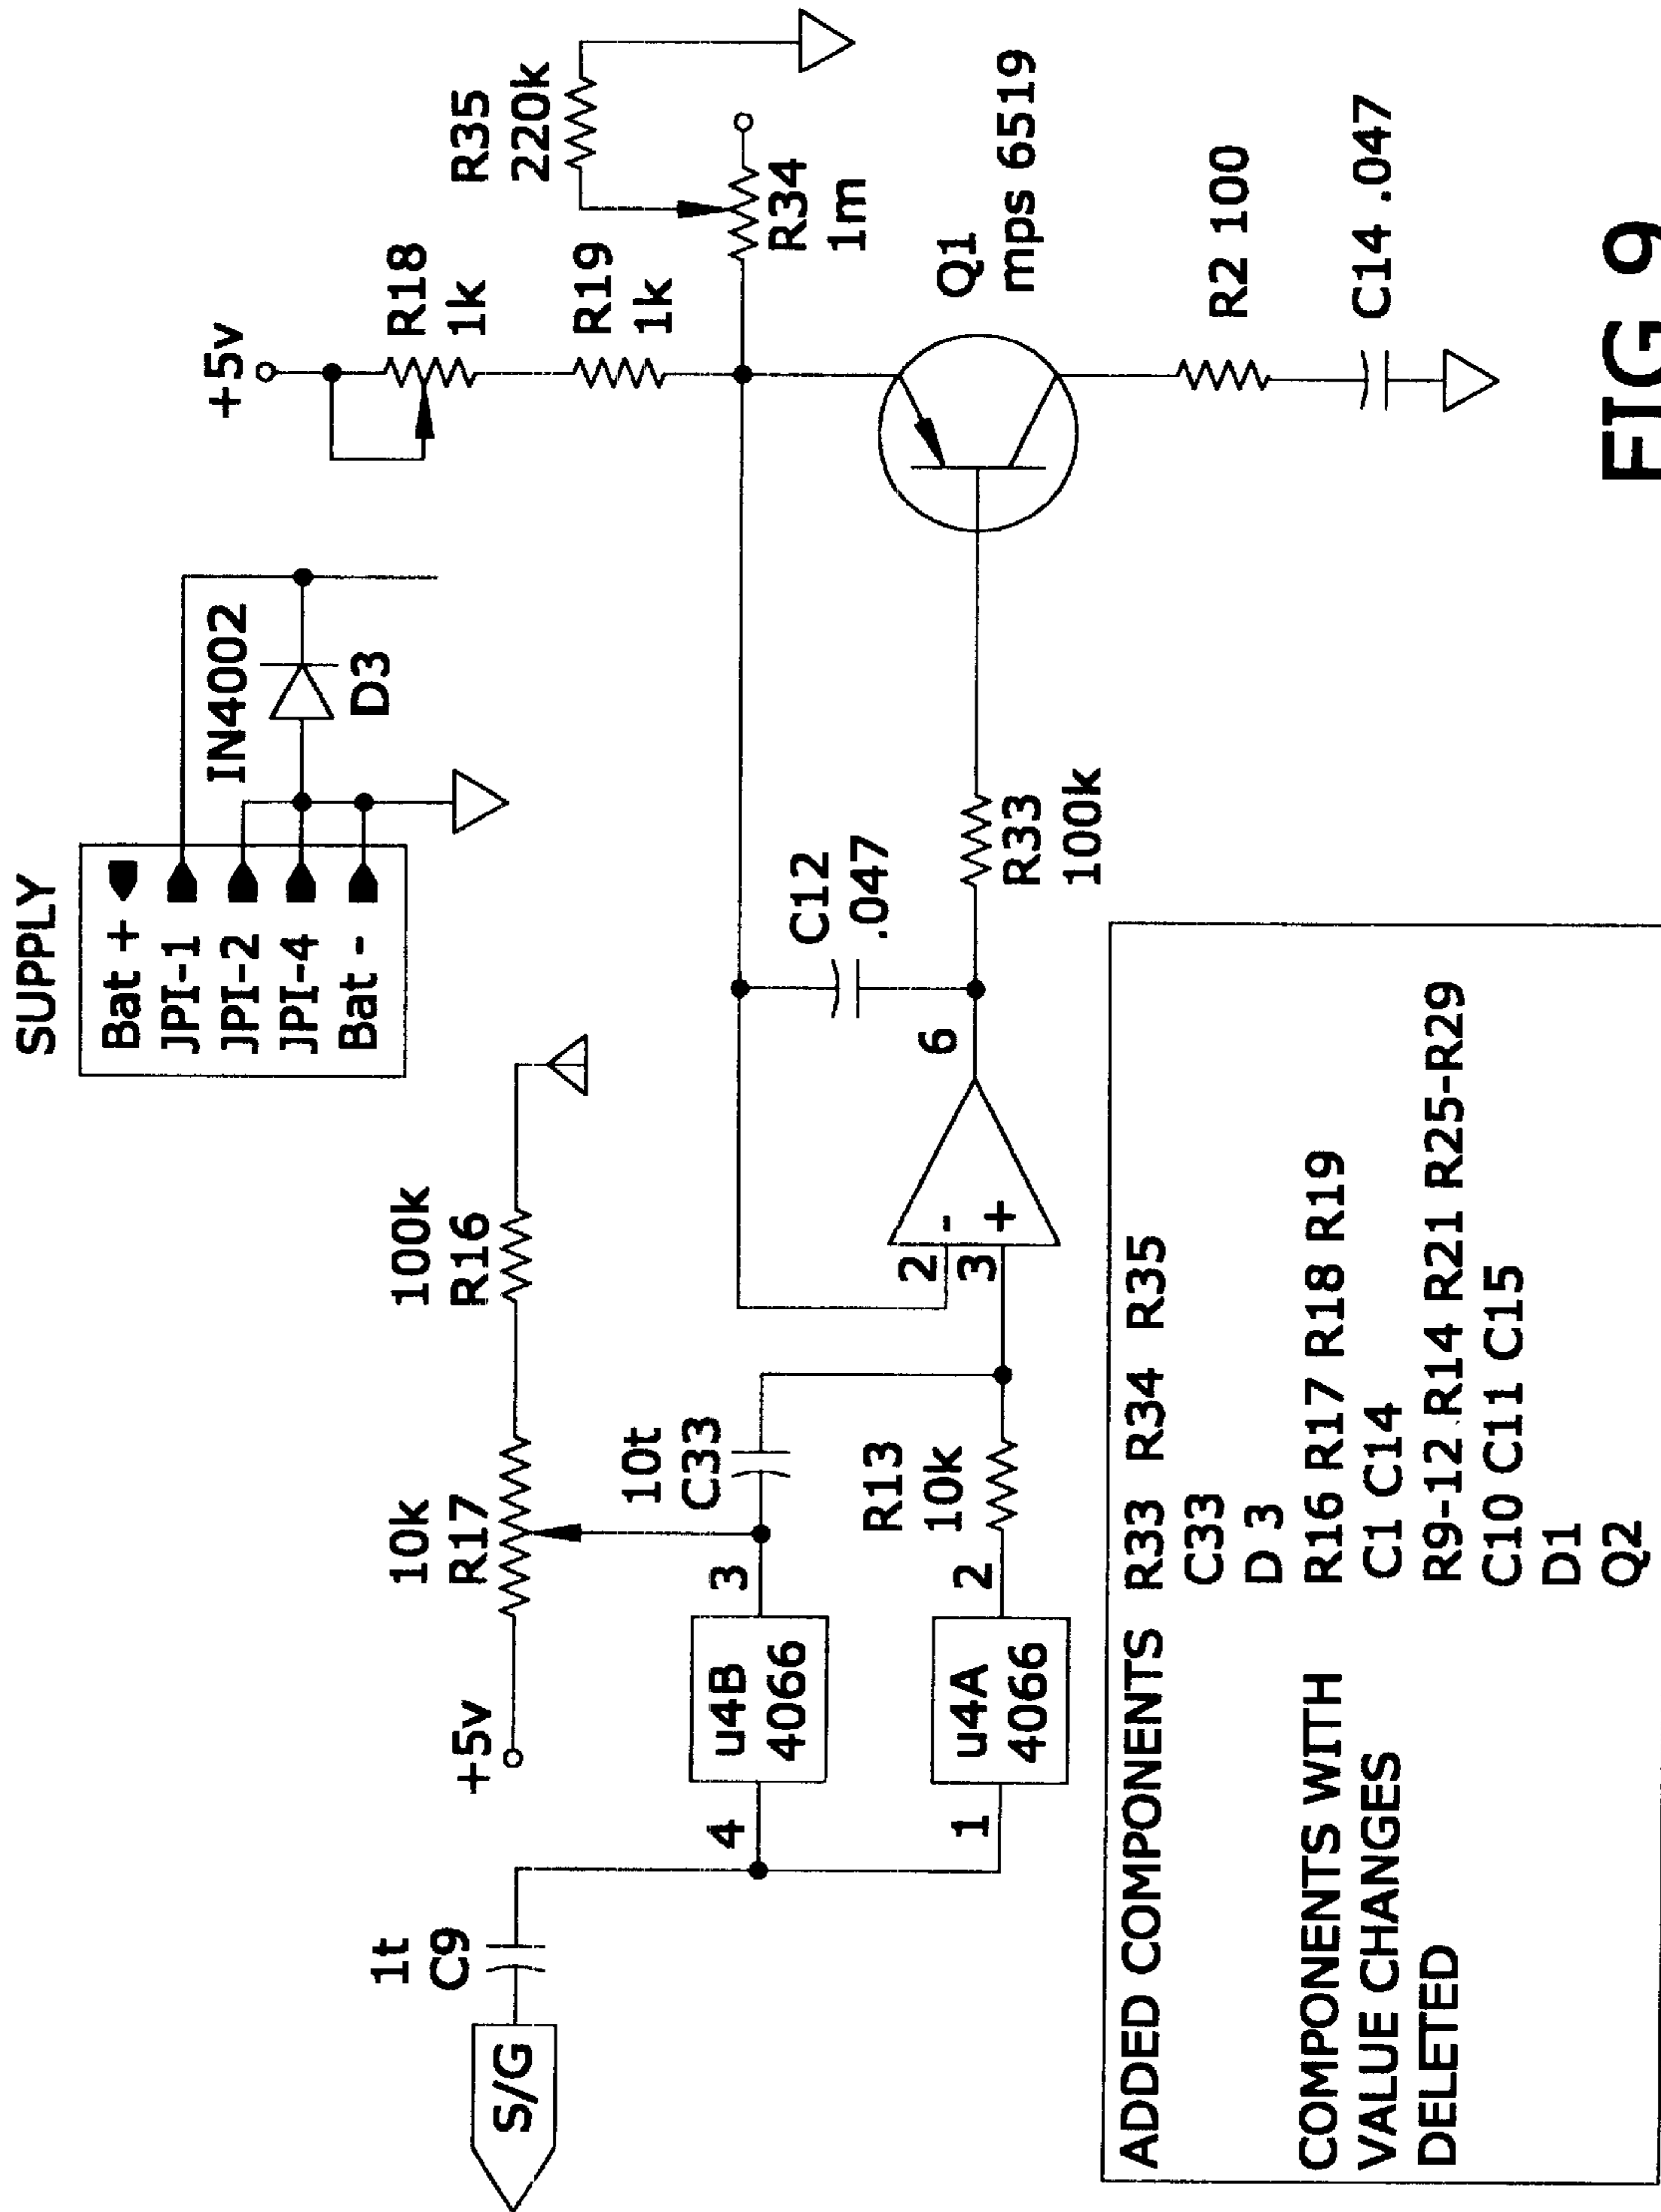 SUPPLY
Bat +
JPI-1
JPI-2
JPI-4
Bat -
IN4002
D3
+5v
R18
1k
R19
1k
R35
220k
R34
1m
Q1
mps 6519
R2 100
C14 .047
1t
C9
S/G
+5v
10k
R17
100k
R16
4
u4B
4066
3
10t
C33
1
u4A
4066
2
R13
10k
2
3
-
+
6
C12
.047
R33
100k
ADDED COMPONENTS R33 R34 R35
C33
D 3
COMPONENTS WITH R16 R17 R18 R19
VALUE CHANGES C1 C14
DELETED R9-12 R14 R21 R25-R29
C10 C11 C15
D1
Q2
FIG 9